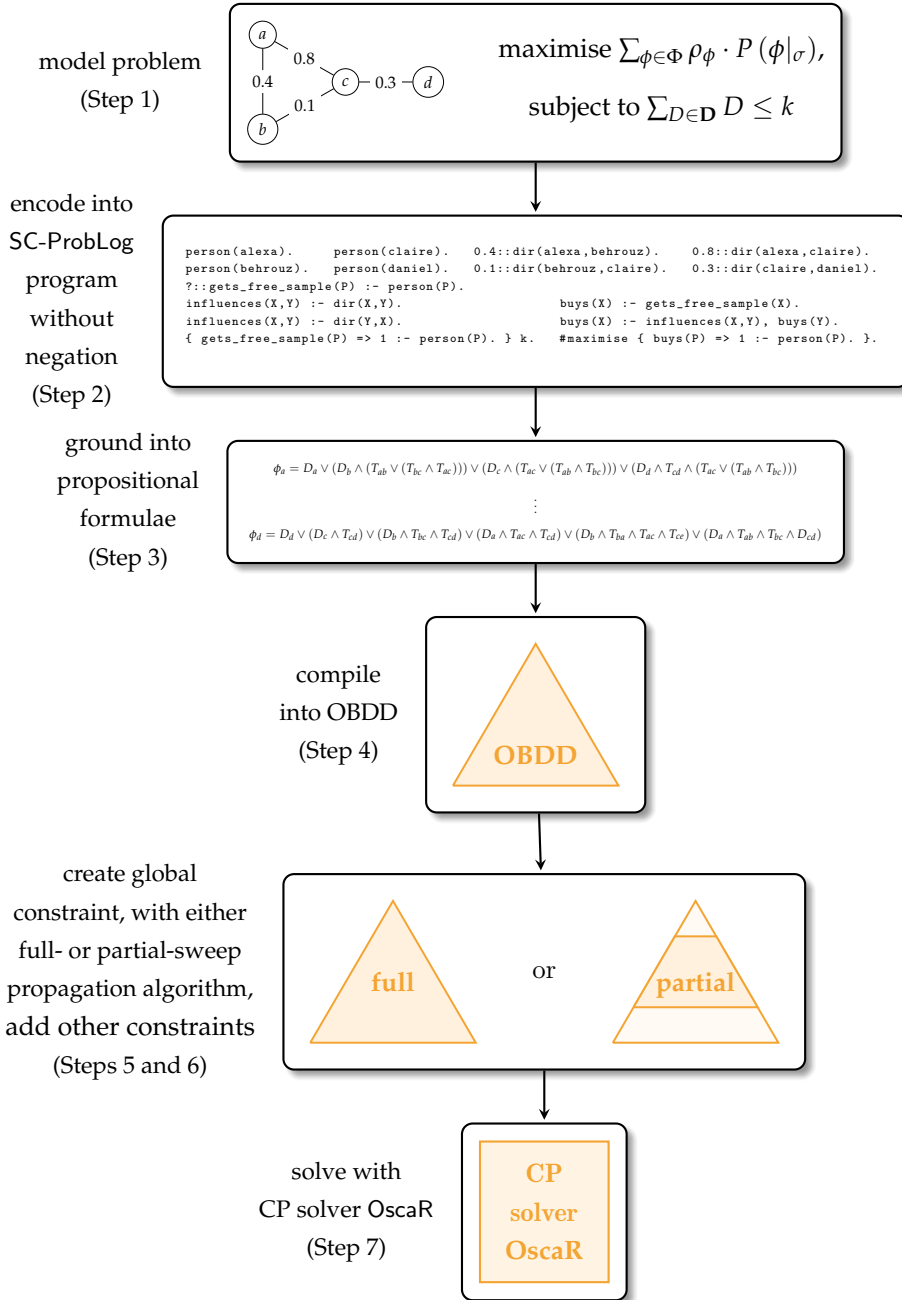 model problem
(Step 1)
a
0.8
0.4
c
0.3
d
0.1
b
maximise ∑ϕ∈Φ ρϕ · P (ϕ|σ),
subject to ∑D∈D D ≤ k
encode into
SC-ProbLog
program
without
negation
(Step 2)
person(alexa). person(claire). 0.4::dir(alexa,behrouz). 0.8::dir(alexa,claire).
person(behrouz). person(daniel). 0.1::dir(behrouz,claire). 0.3::dir(claire,daniel).
?::gets_free_sample(P) :- person(P).
influences(X,Y) :- dir(X,Y). buys(X) :- gets_free_sample(X).
influences(X,Y) :- dir(Y,X). buys(X) :- influences(X,Y), buys(Y).
{ gets_free_sample(P) => 1 :- person(P). } k. #maximise { buys(P) => 1 :- person(P). }.
ground into
propositional
formulae
(Step 3)
ϕa = Da ∨ (Db ∧ (Tab ∨ (Tbc ∧ Tac))) ∨ (Dc ∧ (Tac ∨ (Tab ∧ Tbc))) ∨ (Dd ∧ Tcd ∧ (Tac ∨ (Tab ∧ Tbc)))
⋮
ϕd = Dd ∨ (Dc ∧ Tcd) ∨ (Db ∧ Tbc ∧ Tcd) ∨ (Da ∧ Tac ∧ Tcd) ∨ (Db ∧ Tba ∧ Tac ∧ Tce) ∨ (Da ∧ Tab ∧ Tbc ∧ Dcd)
compile
into OBDD
(Step 4)
OBDD
create global
constraint, with either
full- or partial-sweep
propagation algorithm,
add other constraints
(Steps 5 and 6)
full
or
partial
solve with
CP solver OscaR
(Step 7)
CP
solver
OscaR